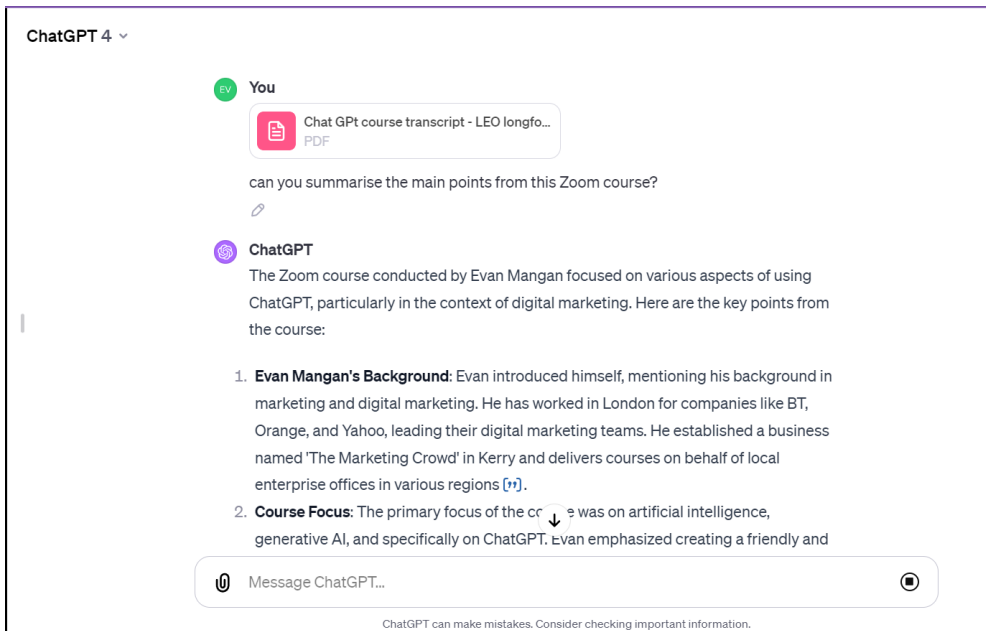 ChatGPT 4
EV
You
Chat GPt course transcript - LEO longfo...
PDF
can you summarise the main points from this Zoom course?
ChatGPT
The Zoom course conducted by Evan Mangan focused on various aspects of using
ChatGPT, particularly in the context of digital marketing. Here are the key points from
the course:
1. Evan Mangan's Background: Evan introduced himself, mentioning his background in
marketing and digital marketing. He has worked in London for companies like BT,
Orange, and Yahoo, leading their digital marketing teams. He established a business
named 'The Marketing Crowd' in Kerry and delivers courses on behalf of local
enterprise offices in various regions ["].
2. Course Focus: The primary focus of the was on artificial intelligence,
generative AI, and specifically on ChatGPT. Evan emphasized creating a friendly and
Message ChatGPT...
ChatGPT can make mistakes. Consider checking important information.